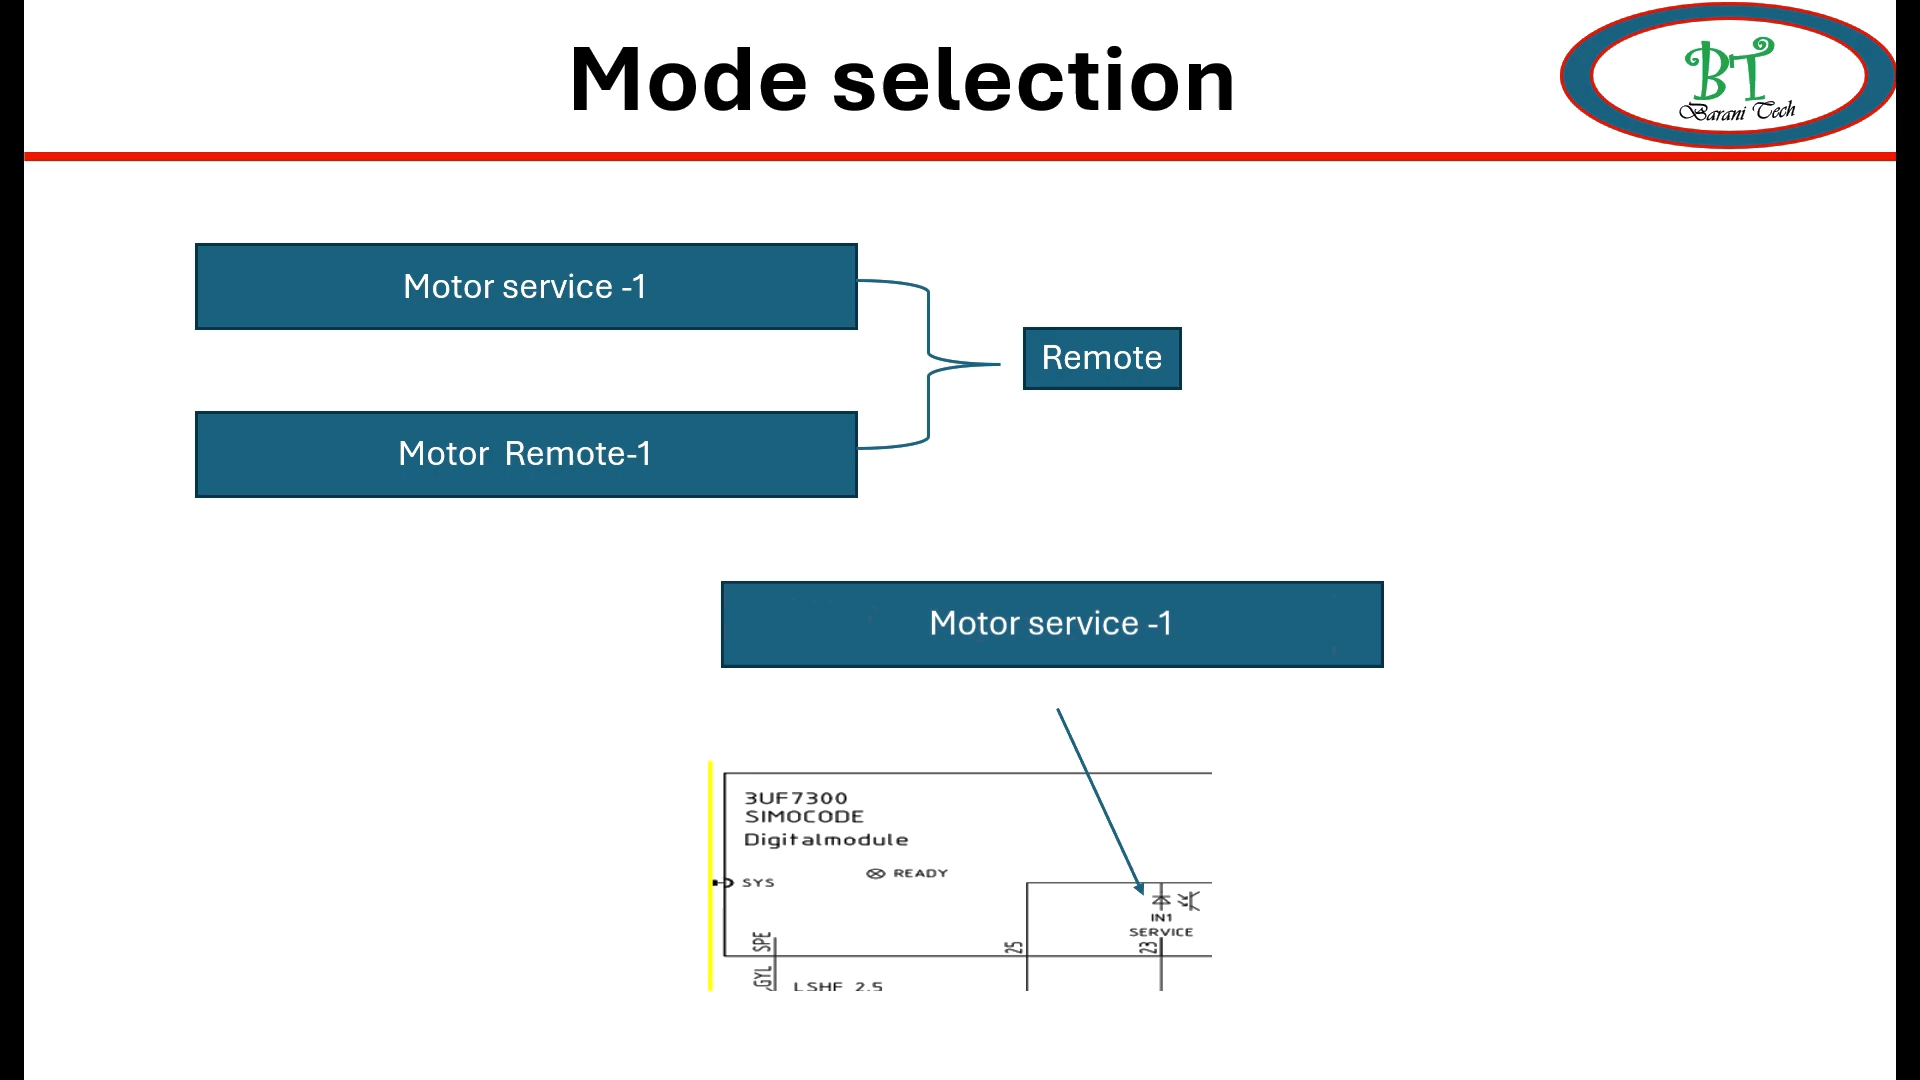 Mode selection
BT
Barani Tech
Motor service -1
Remote
Motor  Remote-1
Motor service -1
3UF7300
SIMOCODE
Digitalmodule
READY
SYS
IN1
SERVICE
SPE
25
23
GYL
LSHF 2.5